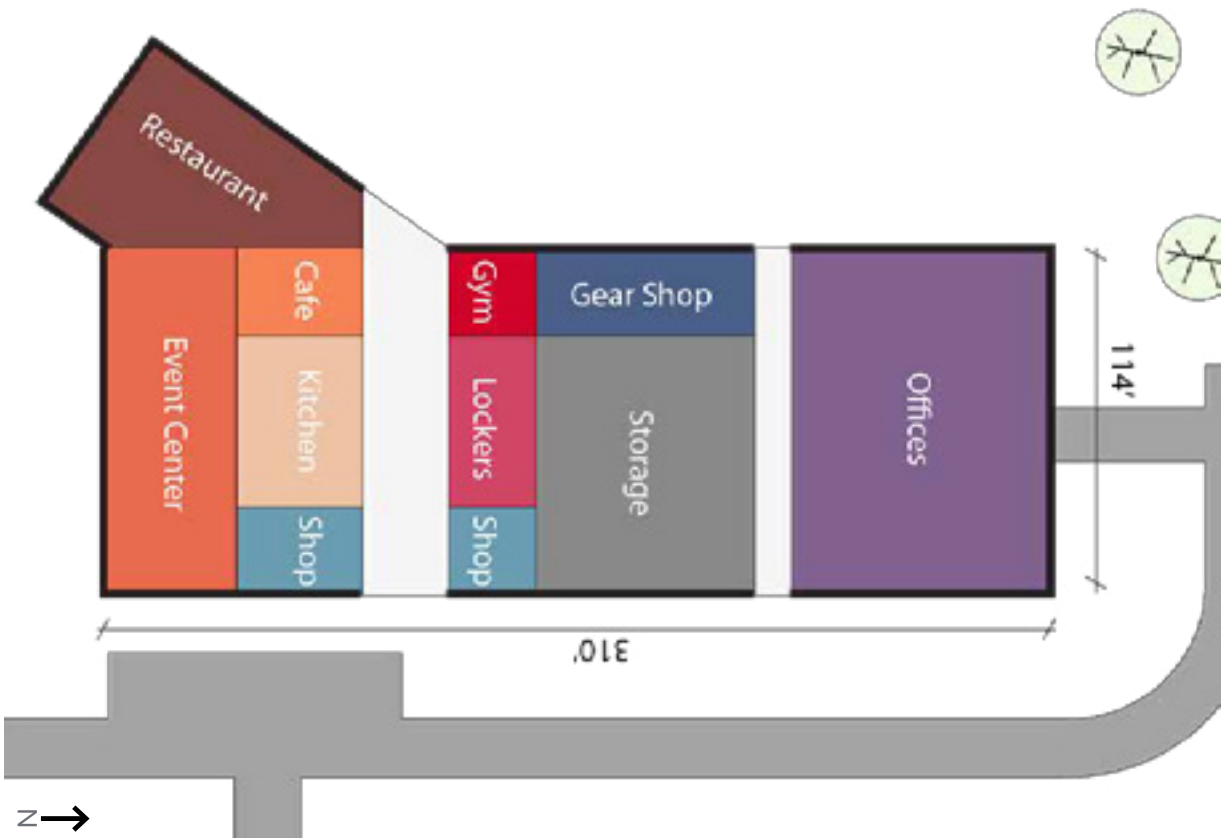 Restaurant
Event Center
Cafe
Kitchen
Shop
Gym
Lockers
Shop
Gear Shop
Storage
Offices
114'
310'
N